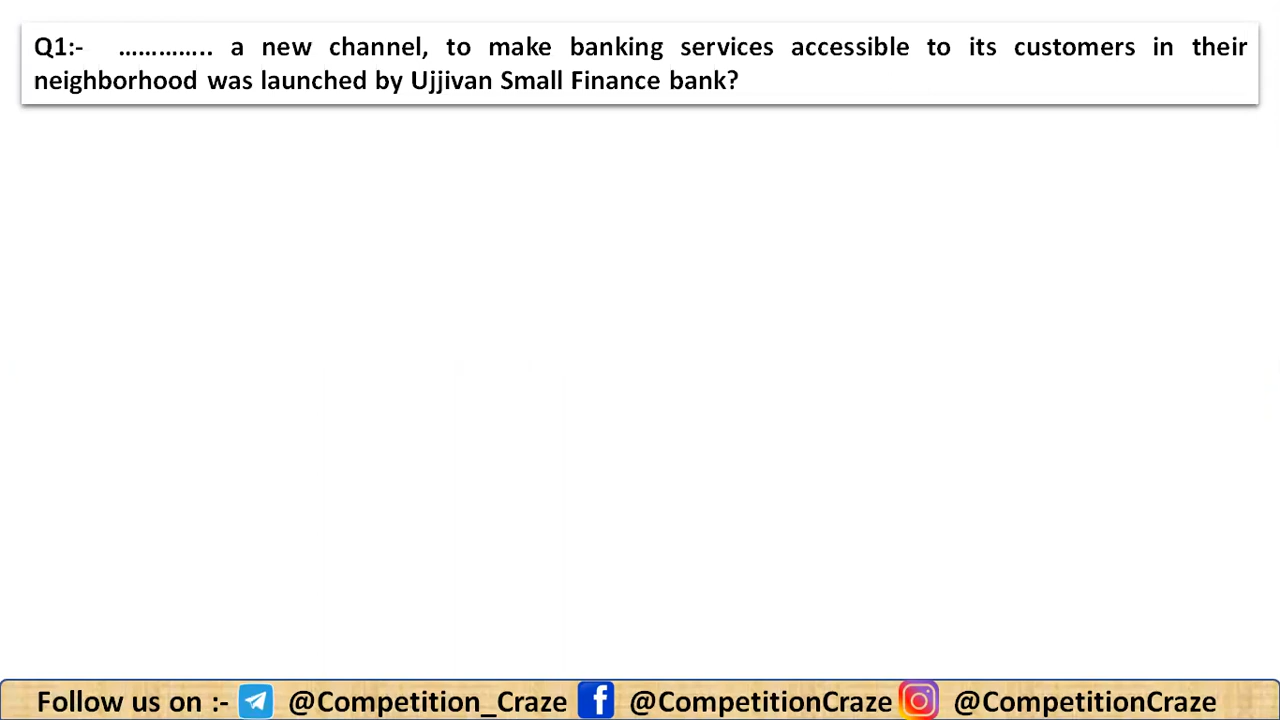 Q1:- ………….. a new channel, to make banking services accessible to its customers in their
neighborhood was launched by Ujjivan Small Finance bank?
Follow us on :- @Competition_Craze @CompetitionCraze @CompetitionCraze